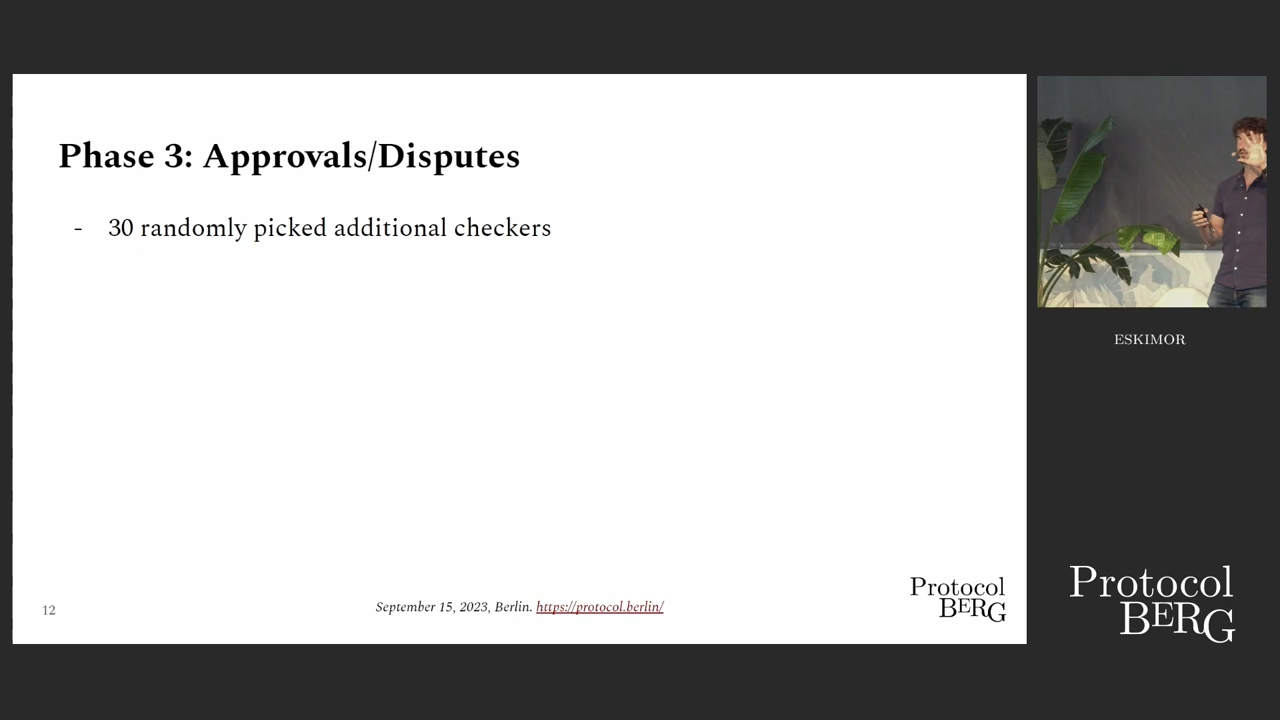 Phase 3: Approvals/Disputes
- 30 randomly picked additional checkers
ESKIMOR
12
September 15, 2023, Berlin. https://protocol.berlin/
Protocol
BERG
Protocol
BERG